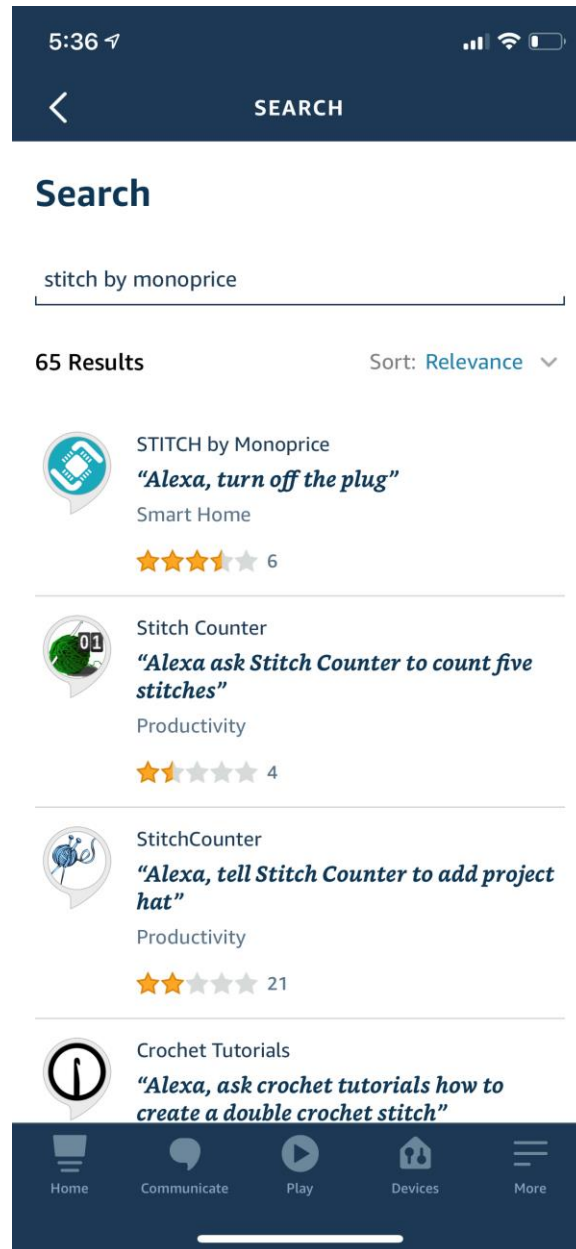 5:36
SEARCH
Search
stitch by monoprice
65 Results
Sort: Relevance
STITCH by Monoprice
“Alexa, turn off the plug”
Smart Home
6
Stitch Counter
“Alexa ask Stitch Counter to count five
stitches”
Productivity
4
01
StitchCounter
“Alexa, tell Stitch Counter to add project
hat”
Productivity
21
Crochet Tutorials
“Alexa, ask crochet tutorials how to
create a double crochet stitch”
Home
Communicate
Play
Devices
More